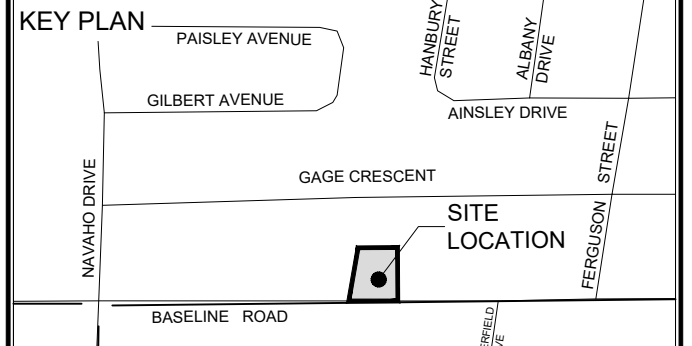 KEY PLAN
PAISLEY AVENUE
HANBURY
STREET
ALBANY
DRIVE
GILBERT AVENUE
AINSLEY DRIVE
NAVAHO DRIVE
GAGE CRESCENT
FERGUSON STREET
SITE
LOCATION
BASELINE ROAD